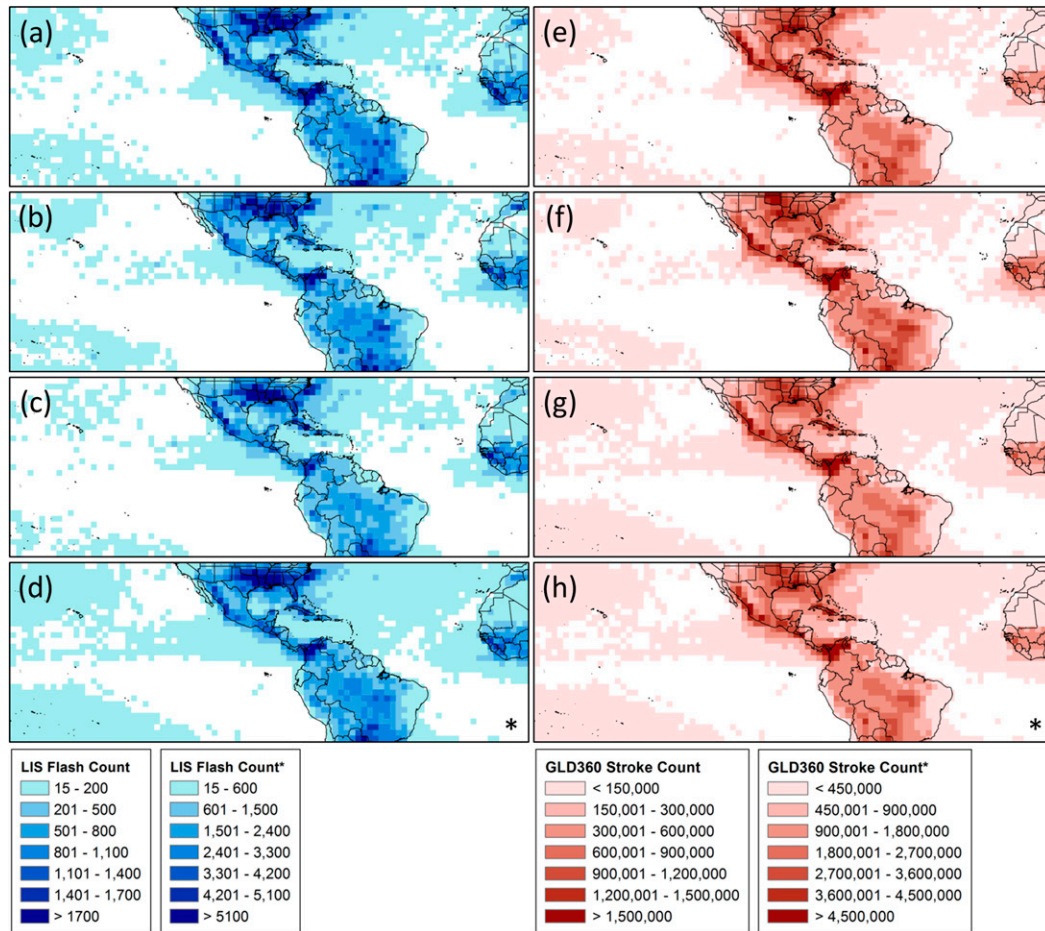 (a)
(e)
(b)
(f)
(c)
(g)
(d)
(h)
*
*
LIS Flash Count
15 - 200
201 - 500
501 - 800
801 - 1,100
1,101 - 1,400
1,401 - 1,700
> 1700
LIS Flash Count*
15 - 600
601 - 1,500
1,501 - 2,400
2,401 - 3,300
3,301 - 4,200
4,201 - 5,100
> 5100
GLD360 Stroke Count
< 150,000
150,001 - 300,000
300,001 - 600,000
600,001 - 900,000
900,001 - 1,200,000
1,200,001 - 1,500,000
> 1,500,000
GLD360 Stroke Count*
< 450,000
450,001 - 900,000
900,001 - 1,800,000
1,800,001 - 2,700,000
2,700,001 - 3,600,000
3,600,001 - 4,500,000
> 4,500,000